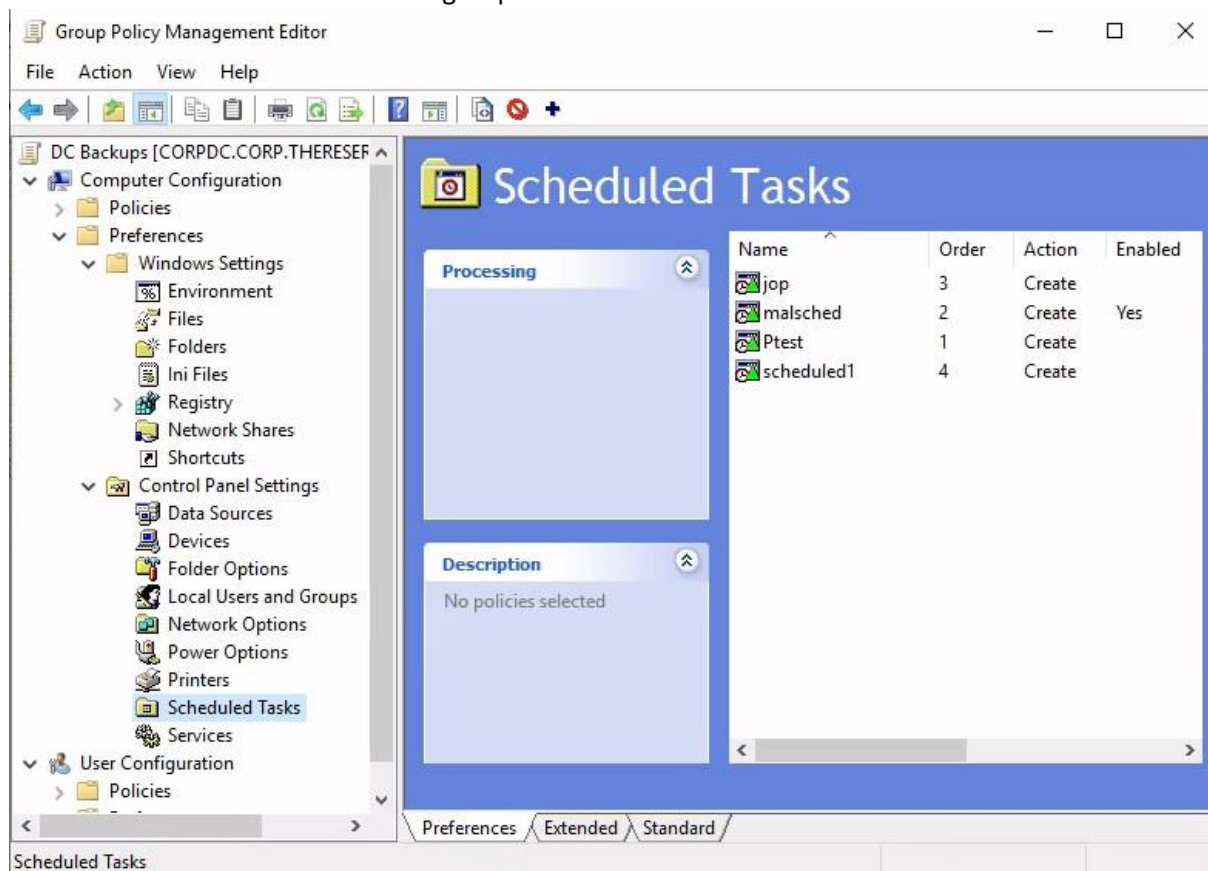 Group Policy Management Editor
File Action View Help
DC Backups [CORPDC.CORP.THERESER
Computer Configuration
Policies
Preferences
Windows Settings
Environment
Files
Folders
Ini Files
Registry
Network Shares
Shortcuts
Control Panel Settings
Data Sources
Devices
Folder Options
Local Users and Groups
Network Options
Power Options
Printers
Scheduled Tasks
Services
User Configuration
Policies
Scheduled Tasks
Processing
Description
No policies selected
Name Order Action Enabled
jop 3 Create
malsched 2 Create Yes
Ptest 1 Create
scheduled1 4 Create
Preferences Extended Standard
Scheduled Tasks